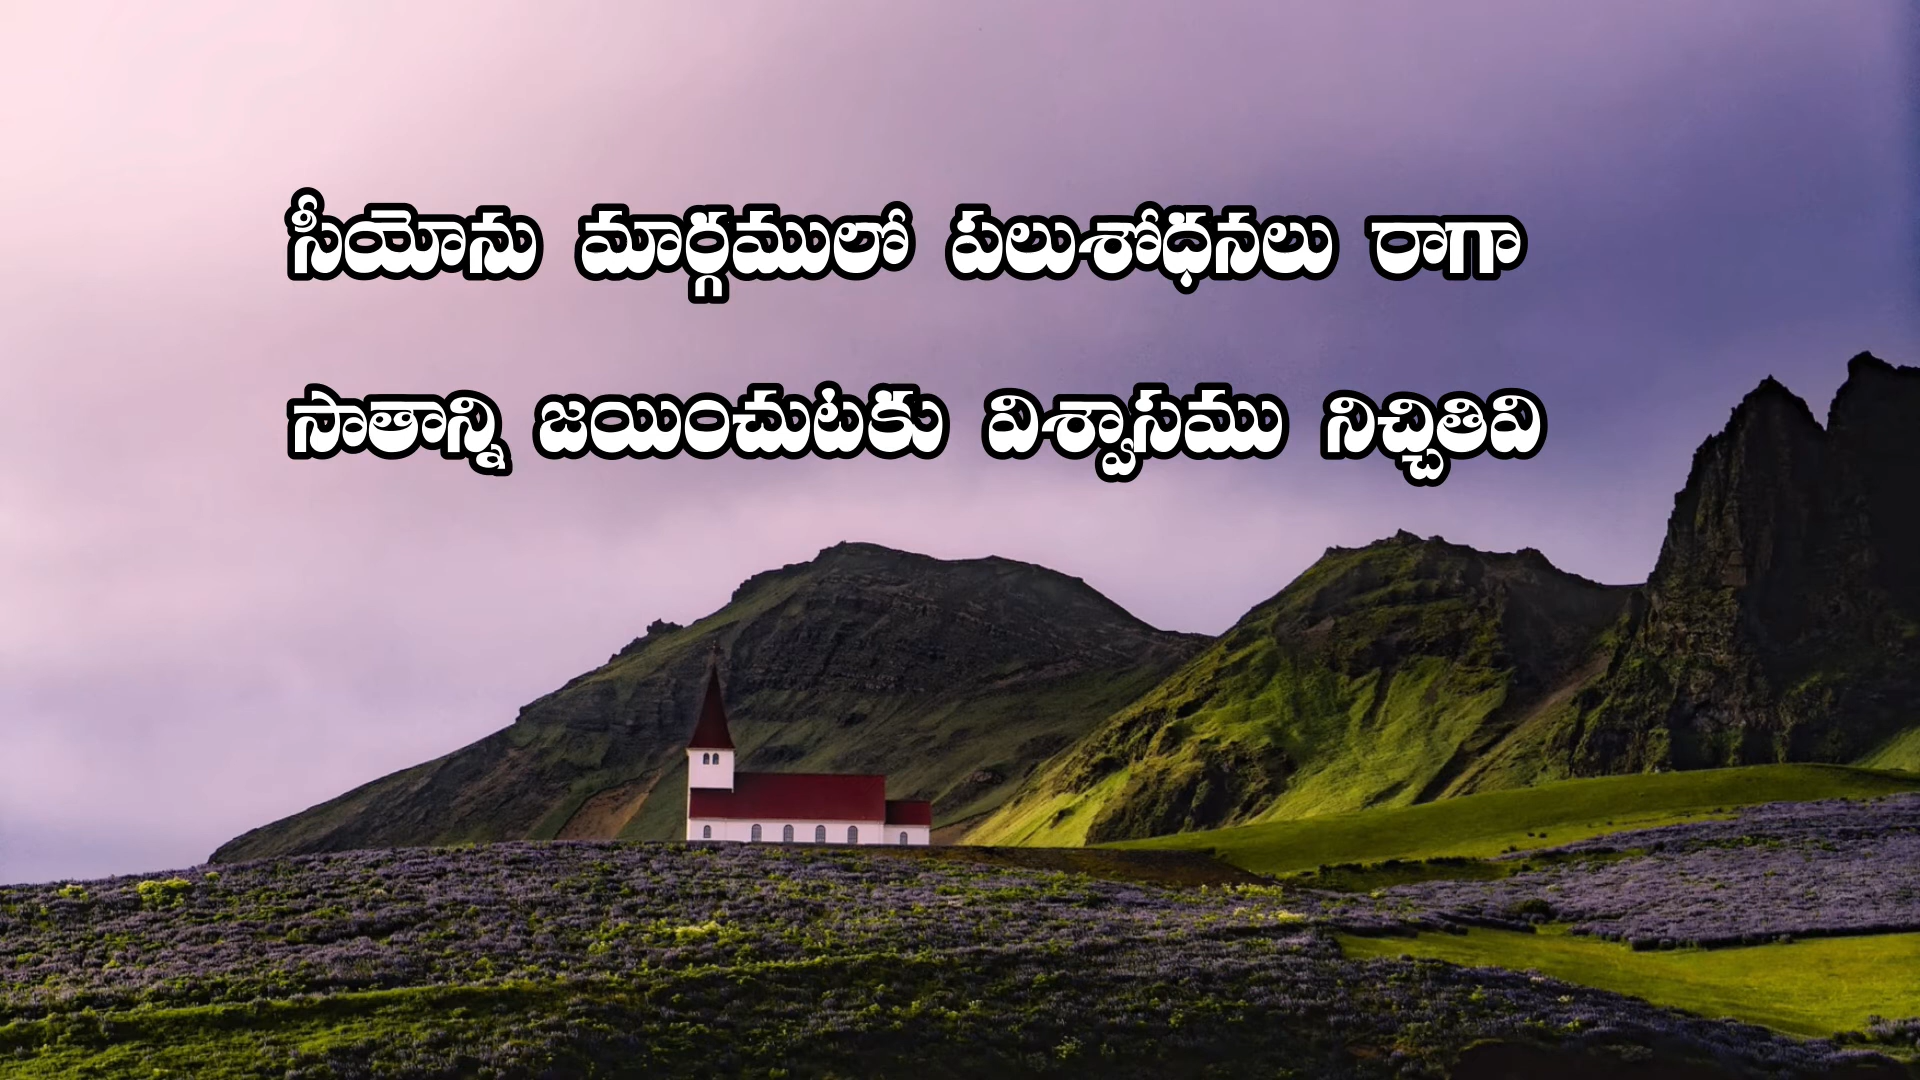 సీయోను మార్గములో పలుశోధనలు రాగా
సాతాన్ని జయించుటకు విశ్వాసము నిచ్చితివి